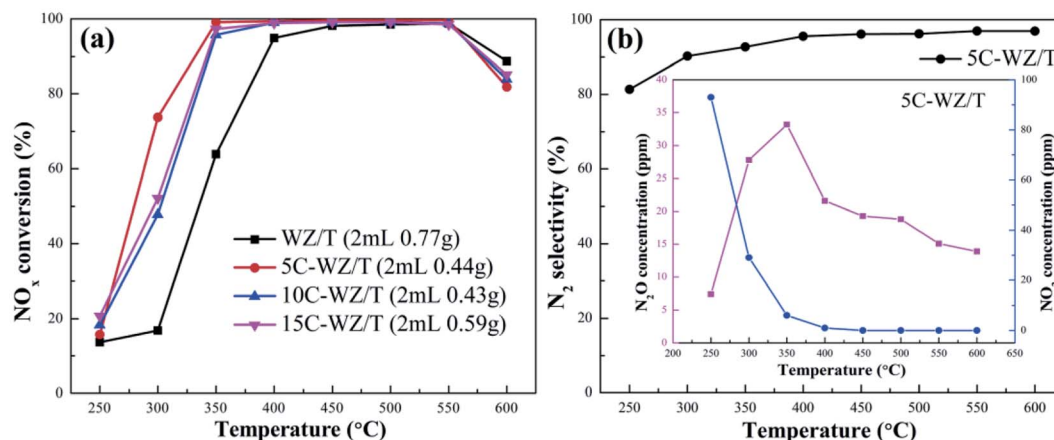 (a)
NOx conversion (%)
100
80
60
40
20
0
WZ/T (2mL 0.77g)
5C-WZ/T (2mL 0.44g)
10C-WZ/T (2mL 0.43g)
15C-WZ/T (2mL 0.59g)
250 300 350 400 450 500 550 600
Temperature (°C)
(b)
N2 selectivity (%)
100
80
60
40
20
0
5C-WZ/T
5C-WZ/T
N2O concentration (ppm)
40
35
30
25
20
15
10
5
0
NO2 concentration (ppm)
100
80
60
40
20
0
200 250 300 350 400 450 500 550 600 650
Temperature (°C)
250 300 350 400 450 500 550 600
Temperature (°C)